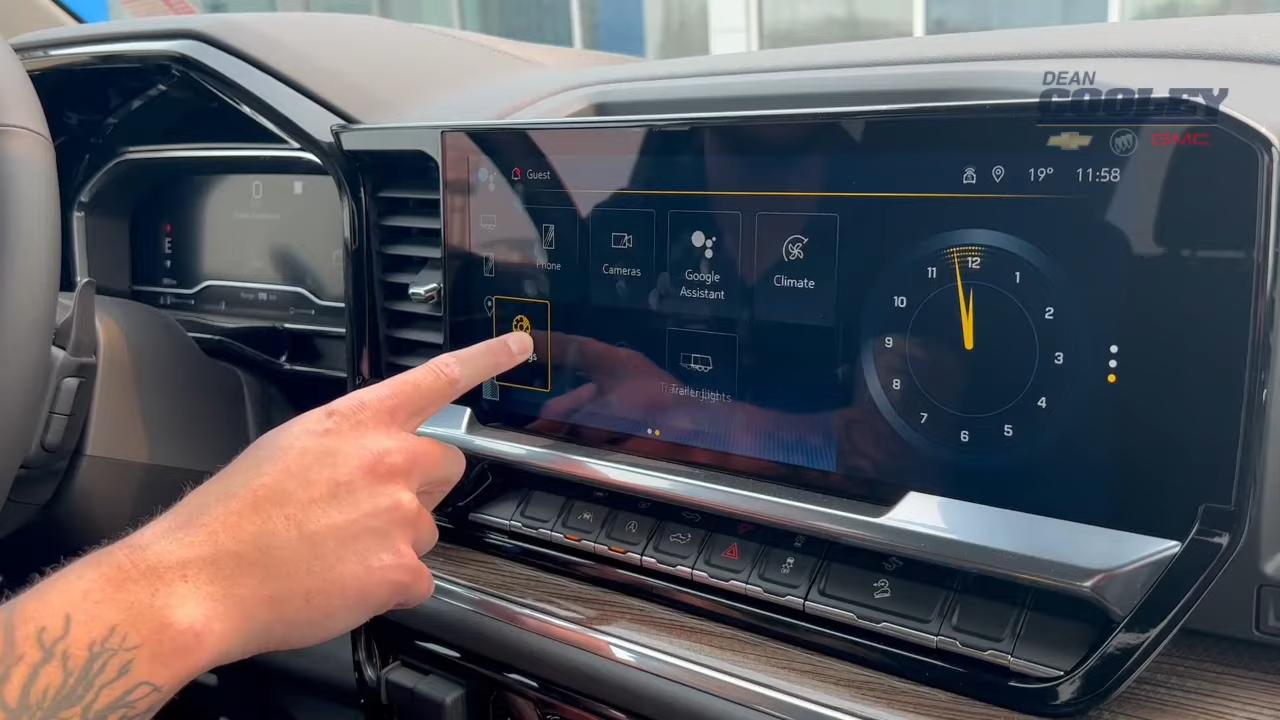 DEAN
COOLEY
GMC
Guest
19° 11:58
Phone
Cameras
Google
Assistant
Climate
Trailer Lights
12
1
2
3
4
5
6
7
8
9
10
11
E